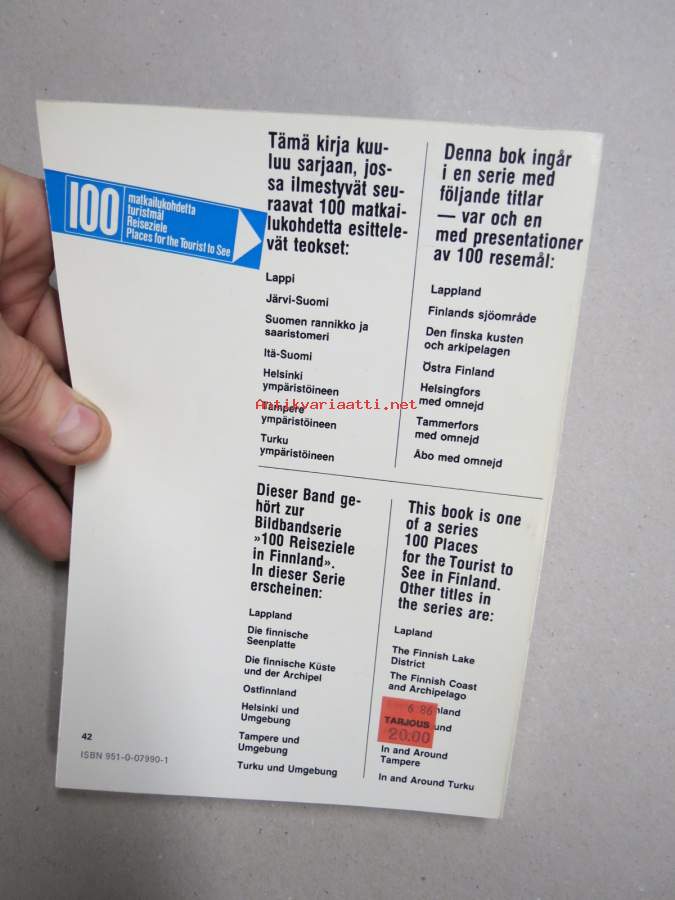 100
matkailukohdetta
turistmål
Reiseziele
Places for the Tourist to See
Tämä kirja kuu-
luu sarjaan, jos-
sa ilmestyvät seu-
raavat 100 matkai-
lukohdetta esittele-
vät teokset:
Lappi
Järvi-Suomi
Suomen rannikko ja
saaristomeri
Itä-Suomi
Helsinki
ympäristöineen
Tampere
ympäristöineen
Turku
ympäristöineen
Denna bok ingår
i en serie med
följande titlar
— var och en
med presentationer
av 100 resemål:
Lappland
Finlands sjöområde
Den finska kusten
och arkipelagen
Östra Finland
Helsingfors
med omnejd
Tammerfors
med omnejd
Åbo med omnejd
Antikvariaatti.net
Dieser Band ge-
hört zur
Bildbandserie
»100 Reiseziele
in Finnland».
In dieser Serie
erscheinen:
Lappland
Die finnische
Seenplatte
Die finnische Küste
und der Archipel
Ostfinnland
Helsinki und
Umgebung
Tampere und
Umgebung
Turku und Umgebung
This book is one
of a series
100 Places
for the Tourist to
See in Finland.
Other titles in
the series are:
Lapland
The Finnish Lake
District
The Finnish Coast
and Archipelago
nland
und
In and Around
Tampere
In and Around Turku
6 86
TARJOUS
20.00
42
ISBN 951-0-07990-1